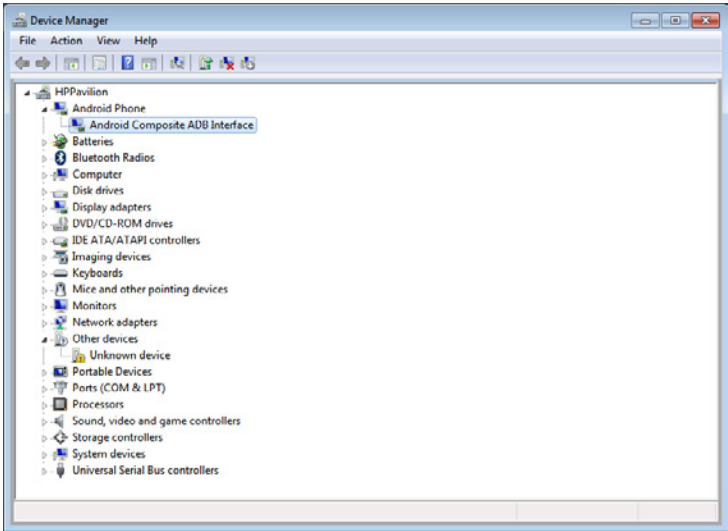 Device Manager
File Action View Help
HPPavilion
Android Phone
Android Composite ADB Interface
Batteries
Bluetooth Radios
Computer
Disk drives
Display adapters
DVD/CD-ROM drives
IDE ATA/ATAPI controllers
Imaging devices
Keyboards
Mice and other pointing devices
Monitors
Network adapters
Other devices
Unknown device
Portable Devices
Ports (COM & LPT)
Processors
Sound, video and game controllers
Storage controllers
System devices
Universal Serial Bus controllers